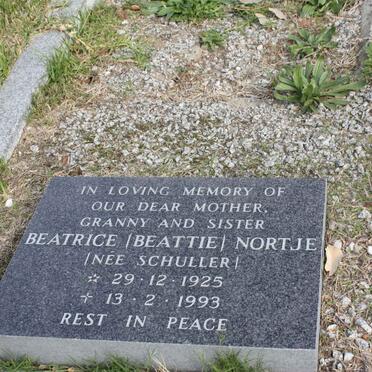 IN LOVING MEMORY OF
OUR DEAR MOTHER,
GRANNY AND SISTER
BEATRICE /BEATTIE/ NORTJE
/NÉE SCHULLER/
☆ 29·12·1925
+ 13·2·1993
REST IN PEACE